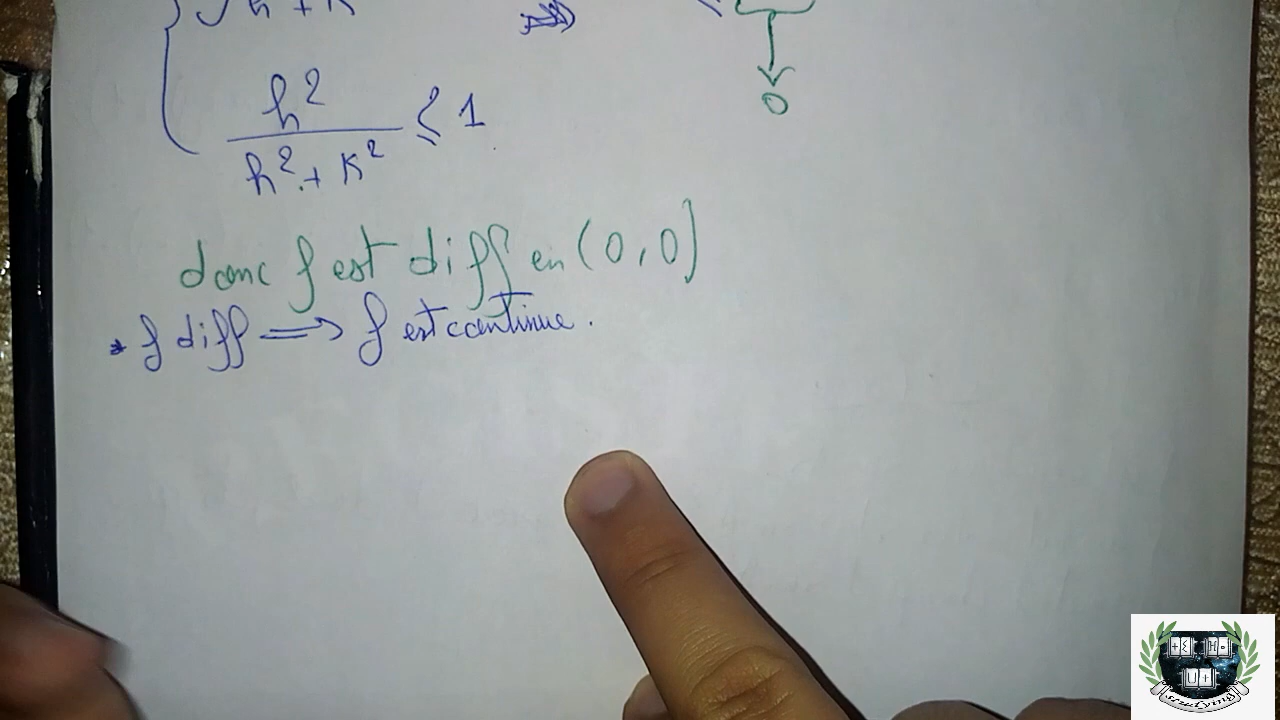 h² / h² + k² ≤ 1
0
donc f est diff en (0,0)
* f diff ⟹ f est continue.